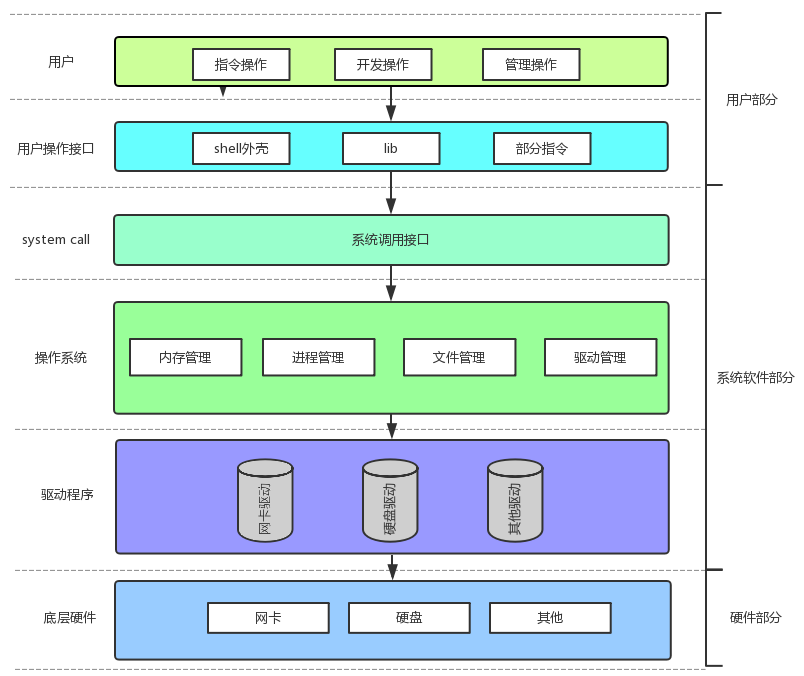 用户
指令操作
开发操作
管理操作
用户部分
用户操作接口
shell外壳
lib
部分指令
system call
系统调用接口
操作系统
内存管理
进程管理
文件管理
驱动管理
系统软件部分
驱动程序
网卡驱动
硬盘驱动
其他驱动
底层硬件
网卡
硬盘
其他
硬件部分